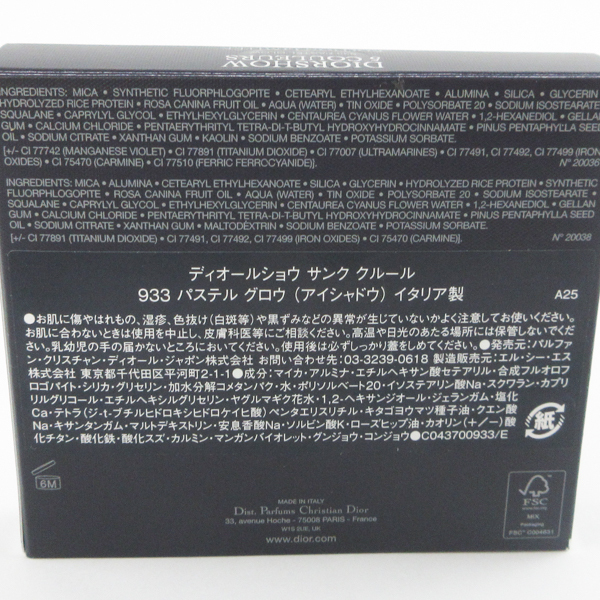 DIORSHOW
INGREDIENTS: MICA • SYNTHETIC FLUORPHLOGOPITE • CETEARYL ETHYLHEXANOATE • ALUMINA • SILICA • GLYCERIN
HYDROLYZED RICE PROTEIN • ROSA CANINA FRUIT OIL • AQUA (WATER) • TIN OXIDE • POLYSORBATE 20 • SODIUM ISOSTEARATE
SQUALANE • CAPRYLYL GLYCOL • ETHYLHEXYLGLYCERIN • CENTAUREA CYANUS FLOWER WATER • 1,2-HEXANEDIOL • GELLAN
GUM • CALCIUM CHLORIDE • PENTAERYTHRITYL TETRA-DI-T-BUTYL HYDROXYHYDROCINNAMATE • PINUS PENTAPHYLLA SEED
OIL • SODIUM CITRATE • XANTHAN GUM • KAOLIN • SODIUM BENZOATE • POTASSIUM SORBATE.
[+/- CI 77742 (MANGANESE VIOLET) • CI 77891 (TITANIUM DIOXIDE) • CI 77007 (ULTRAMARINES) • CI 77491, CI 77492, CI 77499 (IRON
OXIDES) • CI 75470 (CARMINE) • CI 77510 (FERRIC FERROCYANIDE). N° 20036
INGREDIENTS: MICA • ALUMINA • CETEARYL ETHYLHEXANOATE • SILICA • GLYCERIN • HYDROLYZED RICE PROTEIN • SYNTHETIC
FLUORPHLOGOPITE • ROSA CANINA FRUIT OIL • AQUA (WATER) • TIN OXIDE • POLYSORBATE 20 • SODIUM ISOSTEARATE •
SQUALANE • CAPRYLYL GLYCOL • ETHYLHEXYLGLYCERIN • CENTAUREA CYANUS FLOWER WATER • 1,2-HEXANEDIOL • GELLAN
GUM • CALCIUM CHLORIDE • PENTAERYTHRITYL TETRA-DI-T-BUTYL HYDROXYHYDROCINNAMATE • PINUS PENTAPHYLLA SEED
OIL • SODIUM CITRATE • XANTHAN GUM • MALTODEXTRIN • SODIUM BENZOATE • POTASSIUM SORBATE.
[+/- CI 77891 (TITANIUM DIOXIDE) • CI 77491, CI 77492, CI 77499 (IRON OXIDES) • CI 75470 (CARMINE)]. N° 20038
ディオールショウ サンク クルール
933 パステル グロウ (アイシャドウ) イタリア製 A25
●お肌に傷やはれもの、湿疹、色抜け(白斑等)や黒ずみなどの異常が生じていないかよく注意してお使いください。
お肌に合わないときは使用を中止し、皮膚科医等にご相談ください。高温や日光のあたる場所には保管しないでくだ
さい。乳幼児の手の届かないところにおいてください。使用後は必ずしっかり蓋をしめてください。●発売元:パルファ
ン・クリスチャン・ディオール・ジャポン株式会社 お問い合わせ先:03-3239-0618 製造販売元:エル・シー・エス
株式会社 東京都千代田区平河町2-1-1●成分:マイカ・アルミナ・エチルヘキサン酸セテアリル・合成フルオロフ
ロゴパイト・シリカ・グリセリン・加水分解コメタンパク・水・ポリソルベート20・イソステアリン酸Na・スクワラン・カプリ
リルグリコール・エチルヘキシルグリセリン・ヤグルマギク花水・1,2-ヘキサンジオール・ジェランガム・塩化
Ca・テトラ(ジ-t-ブチルヒドロキシヒドロケイヒ酸)ペンタエリスリチル・キタゴヨウマツ種子油・クエン酸
Na・キサンタンガム・マルトデキストリン・安息香酸Na・ソルビン酸K・ローズヒップ油・カオリン(+/-)酸
化チタン・酸化鉄・酸化スズ・カルミン・マンガンバイオレット・グンジョウ・コンジョウ●C043700933/E
紙
6M
MADE IN ITALY
Dist. Parfums Christian Dior
33, avenue Hoche - 75008 PARIS - France
W1S 2UE, UK
www.dior.com
FSC
www.fsc.org
MIX
Packaging